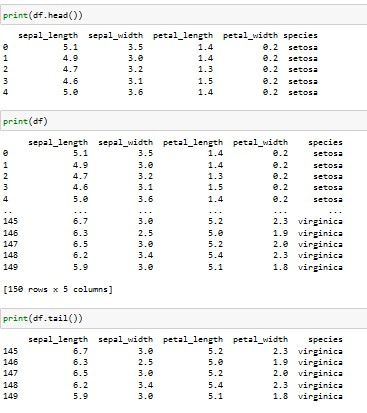 print(df.head())
sepal_length sepal_width petal_length petal_width species
0 5.1 3.5 1.4 0.2 setosa
1 4.9 3.0 1.4 0.2 setosa
2 4.7 3.2 1.3 0.2 setosa
3 4.6 3.1 1.5 0.2 setosa
4 5.0 3.6 1.4 0.2 setosa
print(df)
sepal_length sepal_width petal_length petal_width species
0 5.1 3.5 1.4 0.2 setosa
1 4.9 3.0 1.4 0.2 setosa
2 4.7 3.2 1.3 0.2 setosa
3 4.6 3.1 1.5 0.2 setosa
4 5.0 3.6 1.4 0.2 setosa
.. ... ... ... ... ...
145 6.7 3.0 5.2 2.3 virginica
146 6.3 2.5 5.0 1.9 virginica
147 6.5 3.0 5.2 2.0 virginica
148 6.2 3.4 5.4 2.3 virginica
149 5.9 3.0 5.1 1.8 virginica
[150 rows x 5 columns]
print(df.tail())
sepal_length sepal_width petal_length petal_width species
145 6.7 3.0 5.2 2.3 virginica
146 6.3 2.5 5.0 1.9 virginica
147 6.5 3.0 5.2 2.0 virginica
148 6.2 3.4 5.4 2.3 virginica
149 5.9 3.0 5.1 1.8 virginica